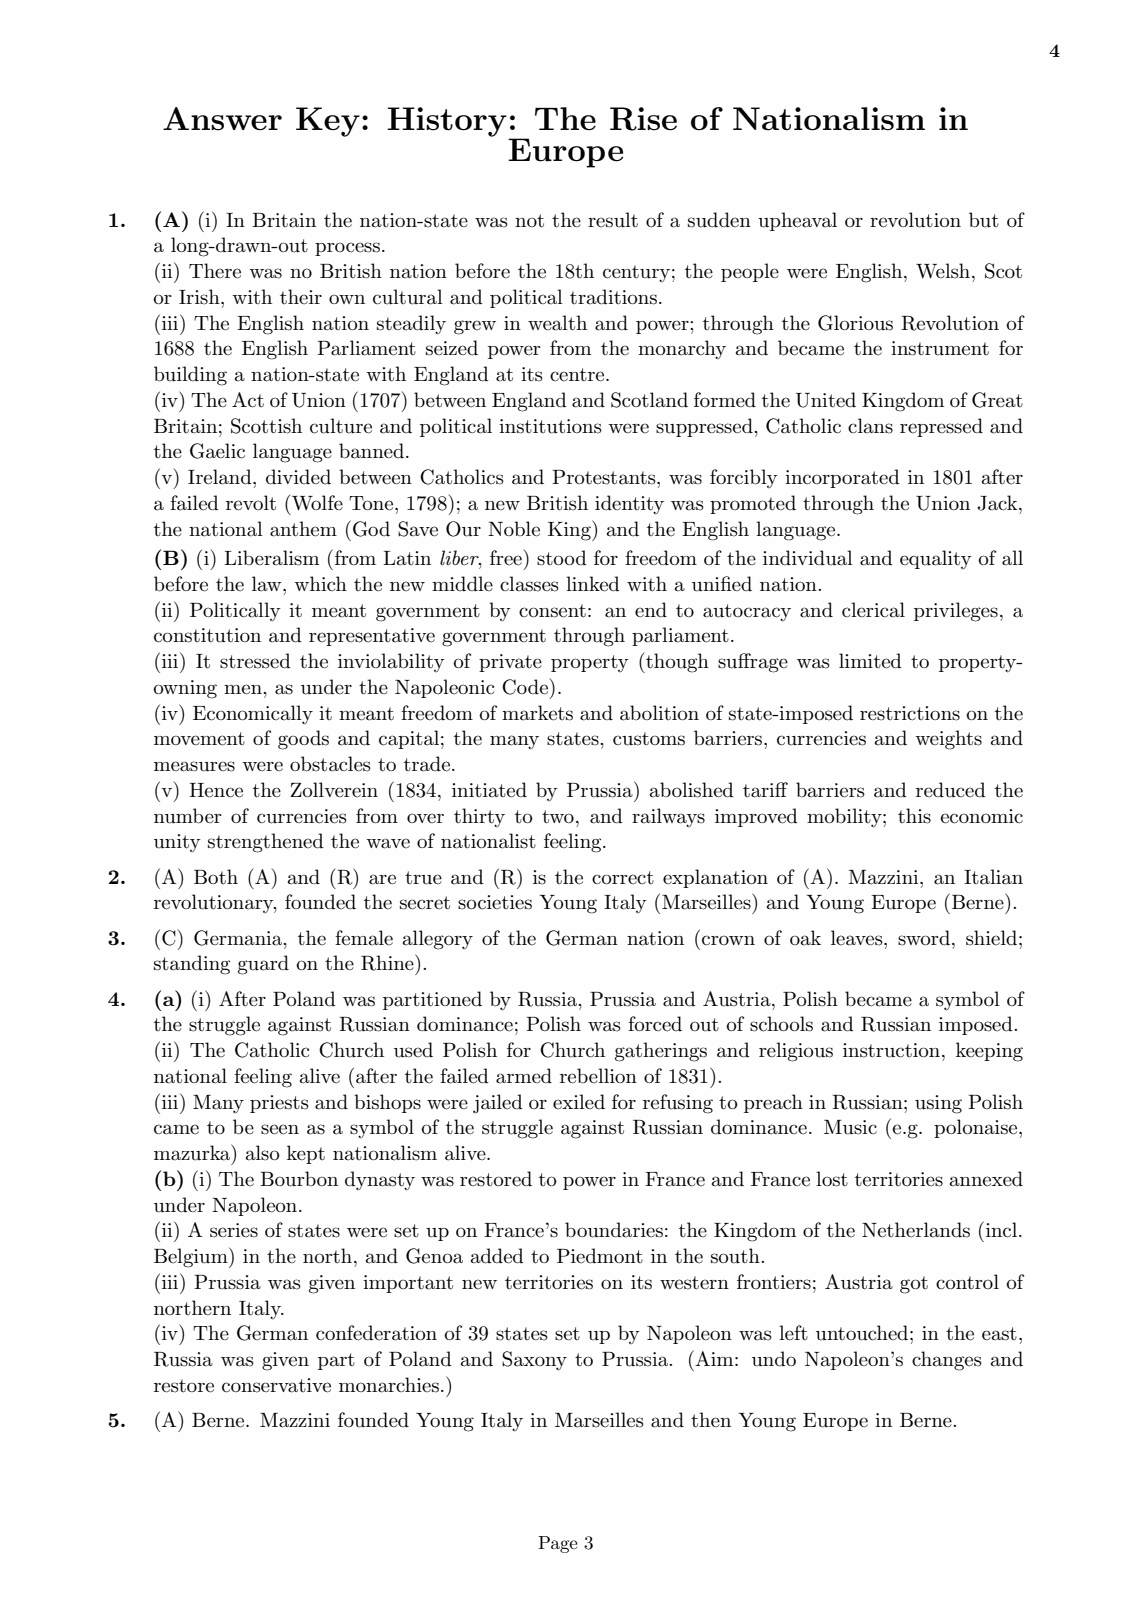 4
Answer Key: History: The Rise of Nationalism in
Europe
1. (A) (i) In Britain the nation-state was not the result of a sudden upheaval or revolution but of
a long-drawn-out process.
(ii) There was no British nation before the 18th century; the people were English, Welsh, Scot
or Irish, with their own cultural and political traditions.
(iii) The English nation steadily grew in wealth and power; through the Glorious Revolution of
1688 the English Parliament seized power from the monarchy and became the instrument for
building a nation-state with England at its centre.
(iv) The Act of Union (1707) between England and Scotland formed the United Kingdom of Great
Britain; Scottish culture and political institutions were suppressed, Catholic clans repressed and
the Gaelic language banned.
(v) Ireland, divided between Catholics and Protestants, was forcibly incorporated in 1801 after
a failed revolt (Wolfe Tone, 1798); a new British identity was promoted through the Union Jack,
the national anthem (God Save Our Noble King) and the English language.
(B) (i) Liberalism (from Latin liber, free) stood for freedom of the individual and equality of all
before the law, which the new middle classes linked with a unified nation.
(ii) Politically it meant government by consent: an end to autocracy and clerical privileges, a
constitution and representative government through parliament.
(iii) It stressed the inviolability of private property (though suffrage was limited to property-
owning men, as under the Napoleonic Code).
(iv) Economically it meant freedom of markets and abolition of state-imposed restrictions on the
movement of goods and capital; the many states, customs barriers, currencies and weights and
measures were obstacles to trade.
(v) Hence the Zollverein (1834, initiated by Prussia) abolished tariff barriers and reduced the
number of currencies from over thirty to two, and railways improved mobility; this economic
unity strengthened the wave of nationalist feeling.
2. (A) Both (A) and (R) are true and (R) is the correct explanation of (A). Mazzini, an Italian
revolutionary, founded the secret societies Young Italy (Marseilles) and Young Europe (Berne).
3. (C) Germania, the female allegory of the German nation (crown of oak leaves, sword, shield;
standing guard on the Rhine).
4. (a) (i) After Poland was partitioned by Russia, Prussia and Austria, Polish became a symbol of
the struggle against Russian dominance; Polish was forced out of schools and Russian imposed.
(ii) The Catholic Church used Polish for Church gatherings and religious instruction, keeping
national feeling alive (after the failed armed rebellion of 1831).
(iii) Many priests and bishops were jailed or exiled for refusing to preach in Russian; using Polish
came to be seen as a symbol of the struggle against Russian dominance. Music (e.g. polonaise,
mazurka) also kept nationalism alive.
(b) (i) The Bourbon dynasty was restored to power in France and France lost territories annexed
under Napoleon.
(ii) A series of states were set up on France's boundaries: the Kingdom of the Netherlands (incl.
Belgium) in the north, and Genoa added to Piedmont in the south.
(iii) Prussia was given important new territories on its western frontiers; Austria got control of
northern Italy.
(iv) The German confederation of 39 states set up by Napoleon was left untouched; in the east,
Russia was given part of Poland and Saxony to Prussia. (Aim: undo Napoleon's changes and
restore conservative monarchies.)
5. (A) Berne. Mazzini founded Young Italy in Marseilles and then Young Europe in Berne.
Page 3